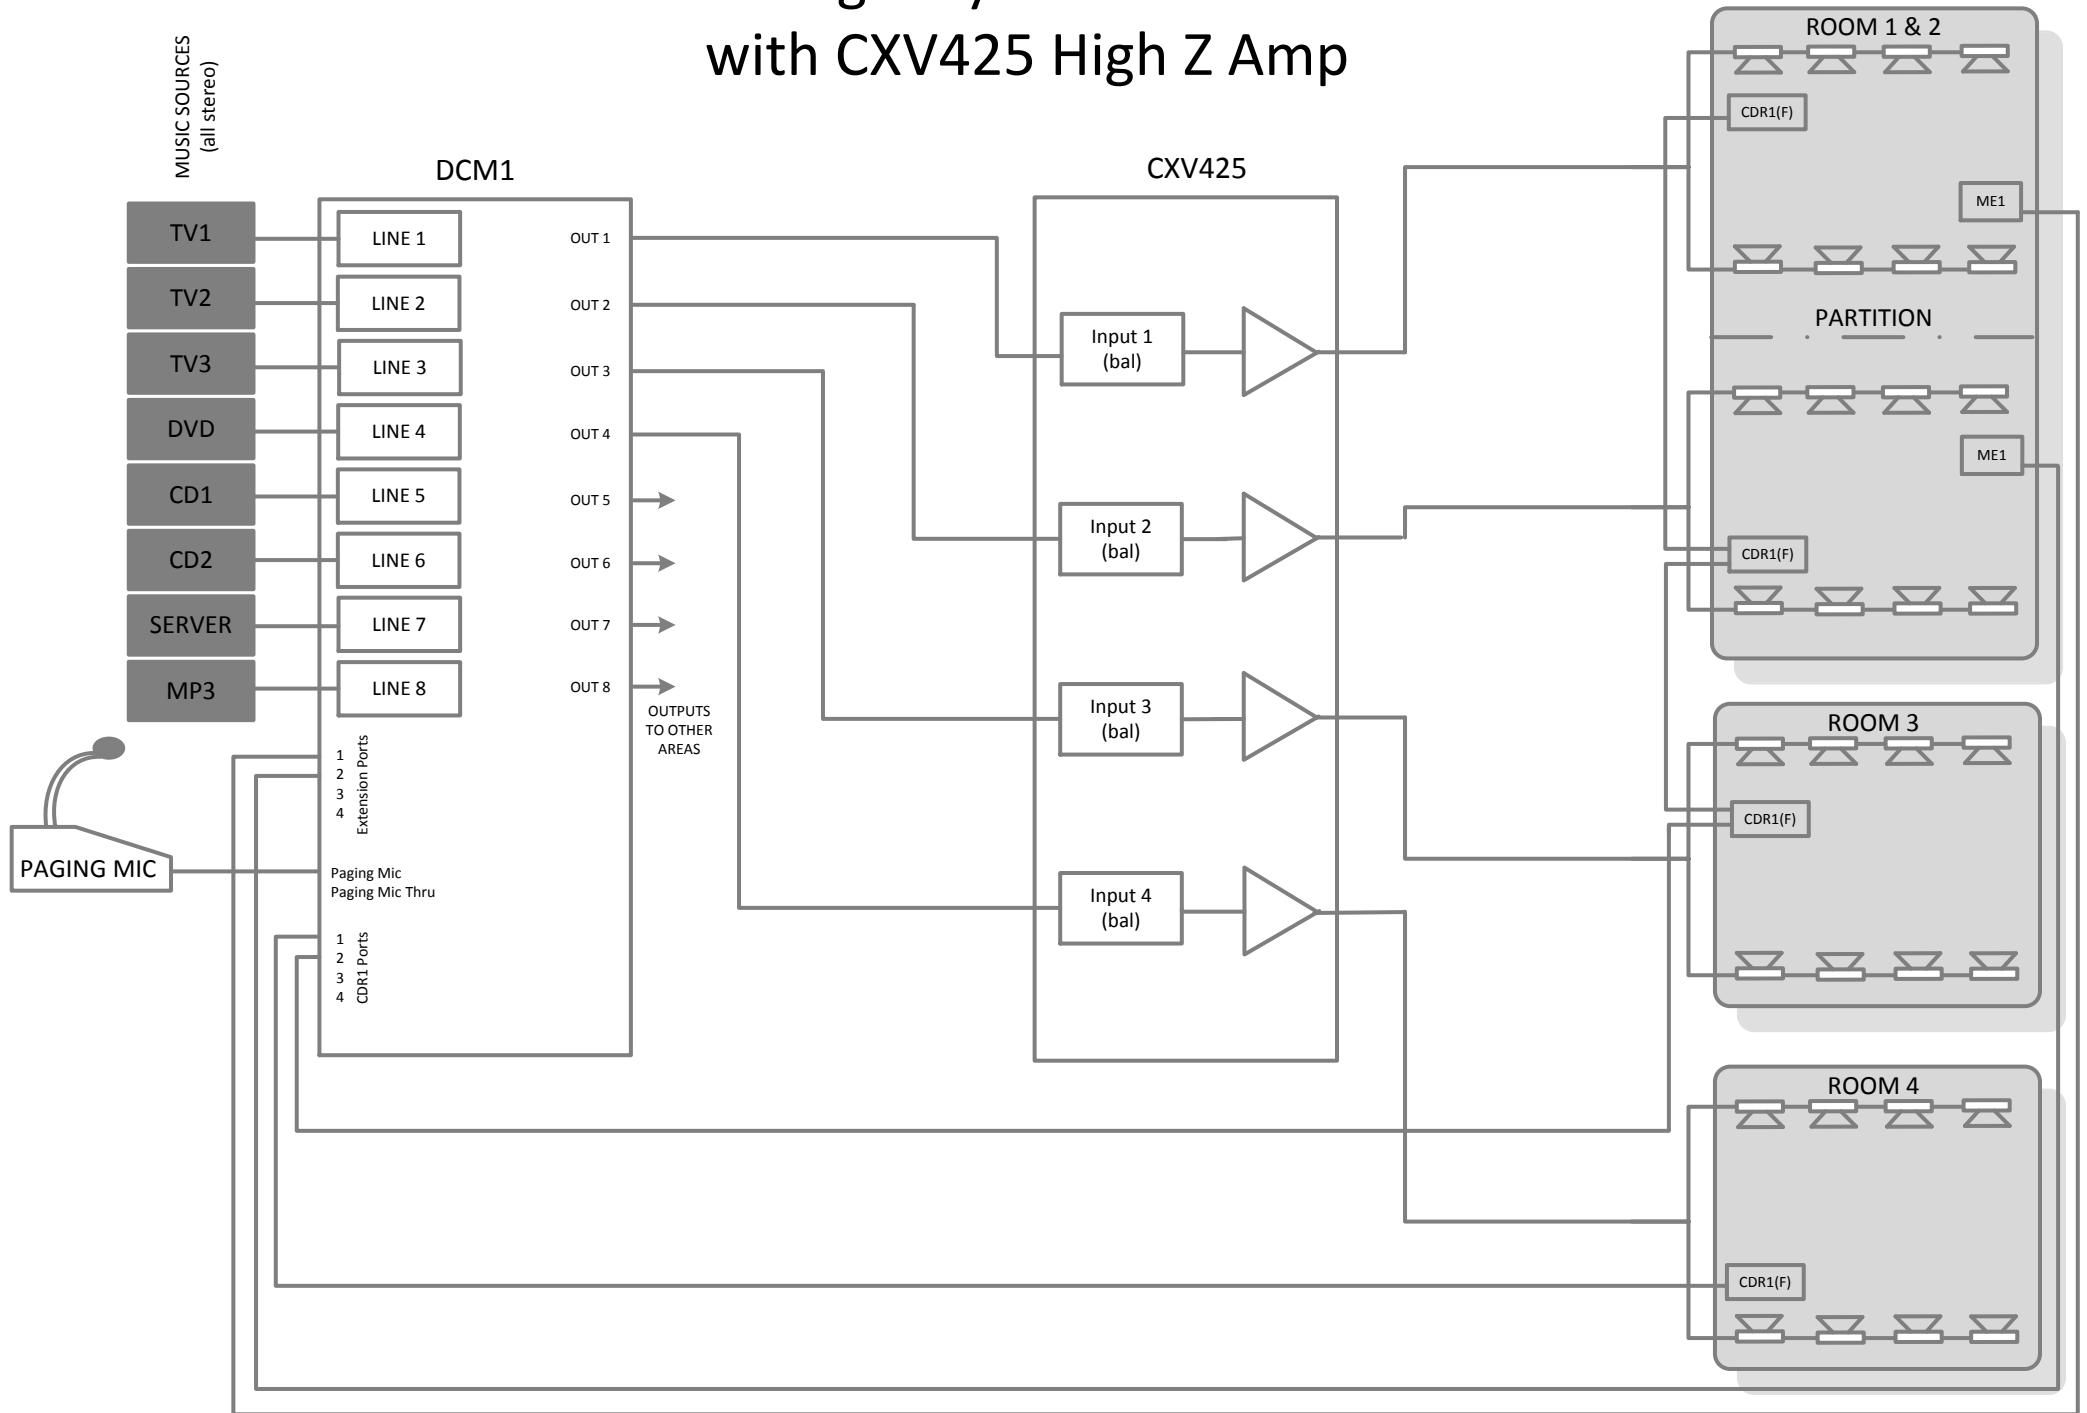 with CXV425 High Z Amp
MUSIC SOURCES
(all stereo)
DCM1
CXV425
TV1
TV2
TV3
DVD
CD1
CD2
SERVER
MP3
LINE 1
LINE 2
LINE 3
LINE 4
LINE 5
LINE 6
LINE 7
LINE 8
OUT 1
OUT 2
OUT 3
OUT 4
OUT 5
OUT 6
OUT 7
OUT 8
OUTPUTS
TO OTHER
AREAS
1
2
3
4
Extension Ports
PAGING MIC
Paging Mic
Paging Mic Thru
1
2
3
4
CDR1 Ports
Input 1
(bal)
Input 2
(bal)
Input 3
(bal)
Input 4
(bal)
ROOM 1 & 2
CDR1(F)
ME1
PARTITION
ME1
CDR1(F)
ROOM 3
CDR1(F)
ROOM 4
CDR1(F)